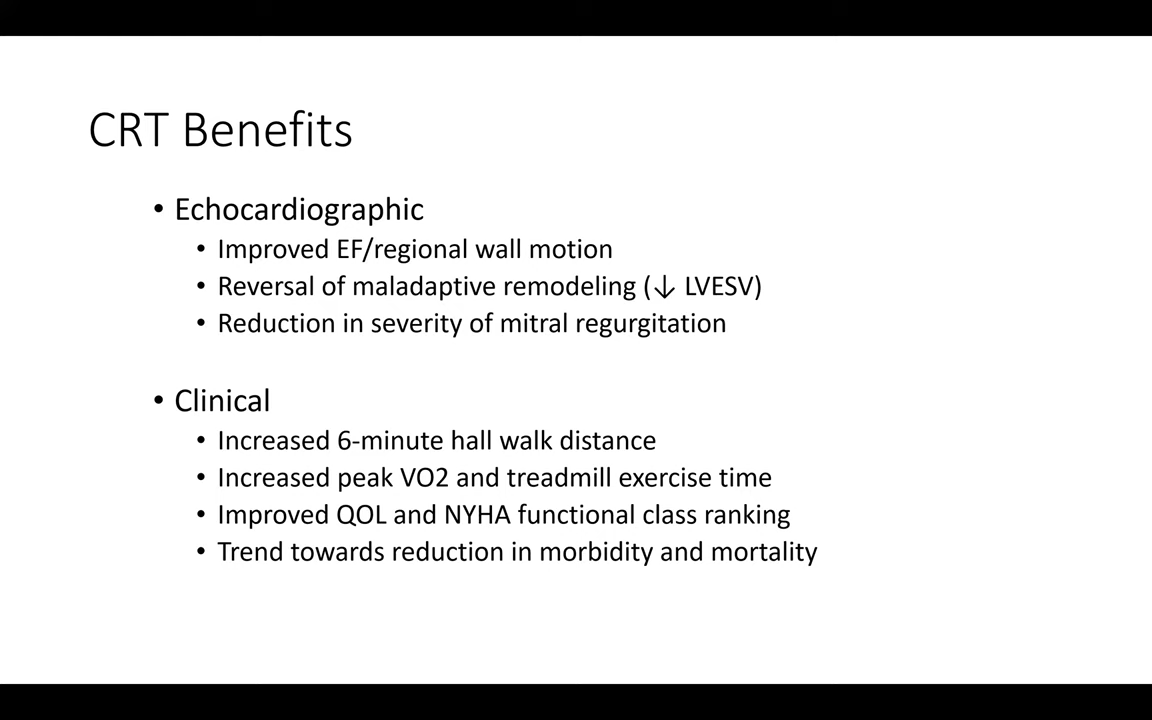 CRT Benefits
• Echocardiographic
• Improved EF/regional wall motion
• Reversal of maladaptive remodeling (↓ LVESV)
• Reduction in severity of mitral regurgitation
• Clinical
• Increased 6-minute hall walk distance
• Increased peak VO2 and treadmill exercise time
• Improved QOL and NYHA functional class ranking
• Trend towards reduction in morbidity and mortality